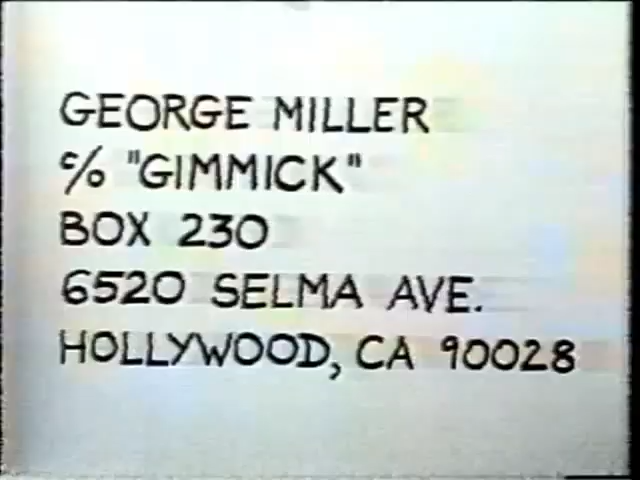 GEORGE MILLER
c/o "GIMMICK"
BOX 230
6520 SELMA AVE.
HOLLYWOOD, CA 90028